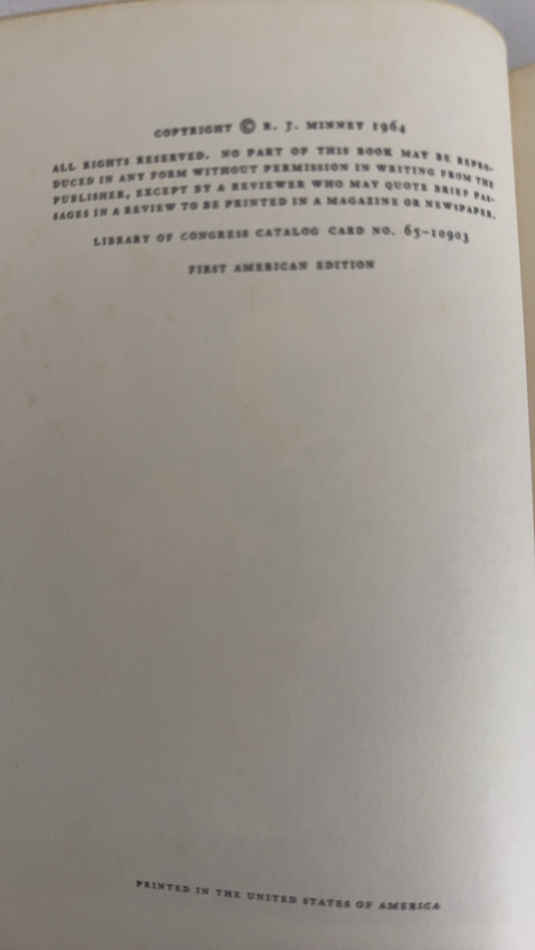 COPYRIGHT © R. J. MINNEY 1964
ALL RIGHTS RESERVED. NO PART OF THIS BOOK MAY BE REPRO-
DUCED IN ANY FORM WITHOUT PERMISSION IN WRITING FROM THE
PUBLISHER, EXCEPT BY A REVIEWER WHO MAY QUOTE BRIEF PAS-
SAGES IN A REVIEW TO BE PRINTED IN A MAGAZINE OR NEWSPAPER.
LIBRARY OF CONGRESS CATALOG CARD NO. 65-10903
FIRST AMERICAN EDITION
PRINTED IN THE UNITED STATES OF AMERICA